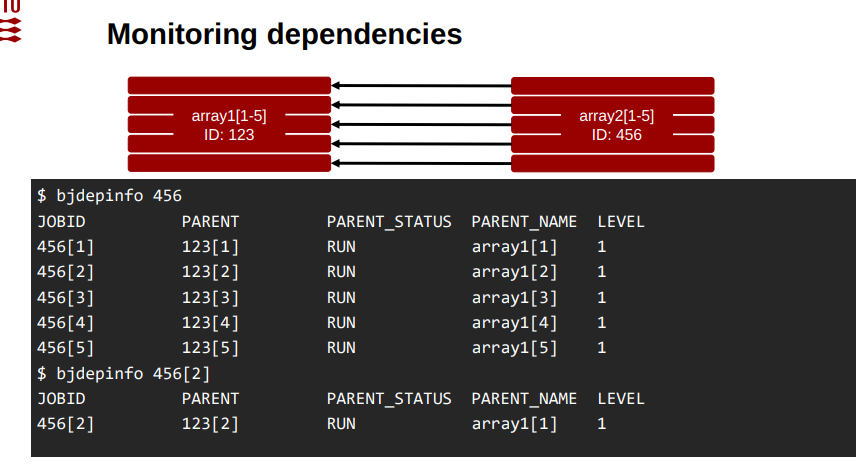 Monitoring dependencies
array1[1-5]
ID: 123
array2[1-5]
ID: 456
$ bjdepinfo 456
JOBID PARENT PARENT_STATUS PARENT_NAME LEVEL
456[1] 123[1] RUN array1[1] 1
456[2] 123[2] RUN array1[2] 1
456[3] 123[3] RUN array1[3] 1
456[4] 123[4] RUN array1[4] 1
456[5] 123[5] RUN array1[5] 1
$ bjdepinfo 456[2]
JOBID PARENT PARENT_STATUS PARENT_NAME LEVEL
456[2] 123[2] RUN array1[1] 1